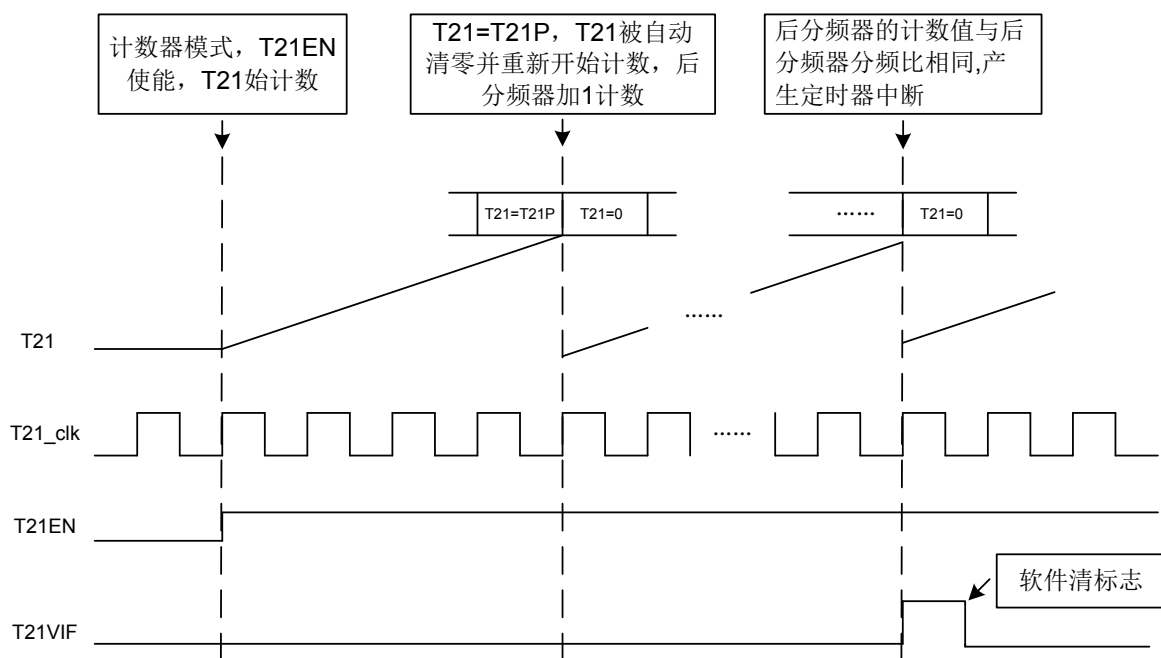 计数器模式，T21EN
使能，T21始计数
T21=T21P，T21被自动
清零并重新开始计数，后
分频器加1计数
后分频器的计数值与后
分频器分频比相同,产
生定时器中断
T21=T21P
T21=0
……
T21=0
……
T21
T21_clk
……
T21EN
软件清标志
T21VIF